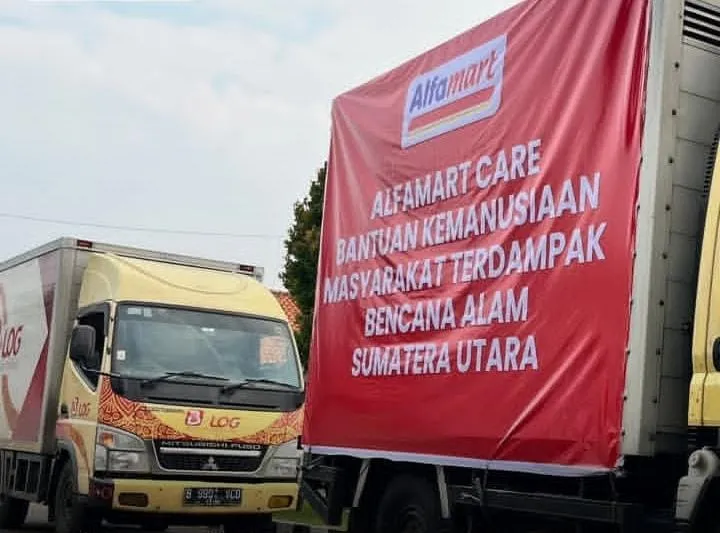 Alfamart
ALFAMART CARE
BANTUAN KEMANUSIAAN
MASYARAKAT TERDAMPAK
BENCANA ALAM
SUMATERA UTARA
LOG
LOG
LOG
MITSUBISHI FUSO